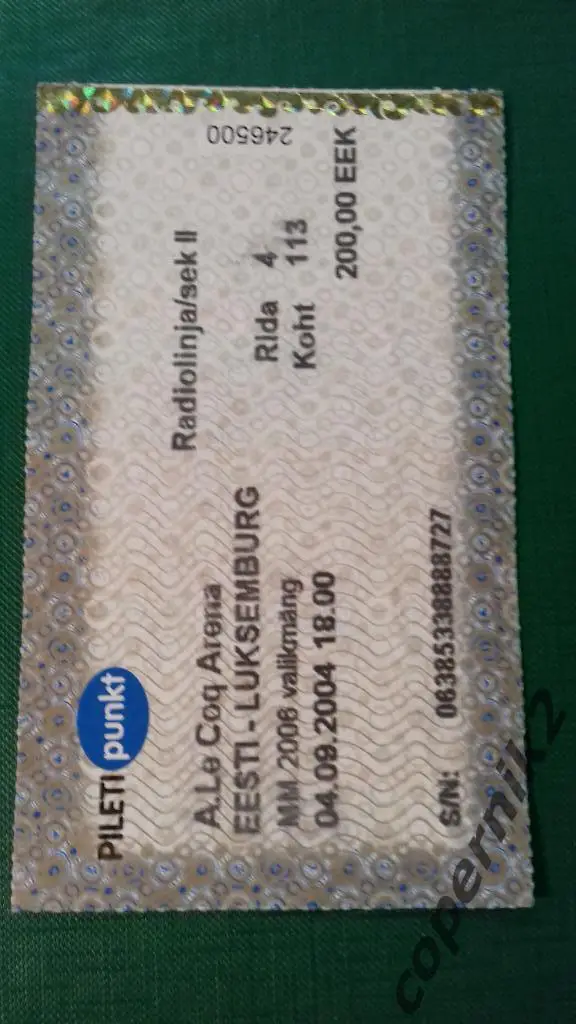 PILETI punkt
A.Le Coq Arena
EESTI - LUKSEMBURG
MM 2006 valikmäng
04.09.2004 18.00
S/N: 06385338888727
Radiolinja/sek II
Rida 4
Koht 113
200,00 EEK
246500
copernik2